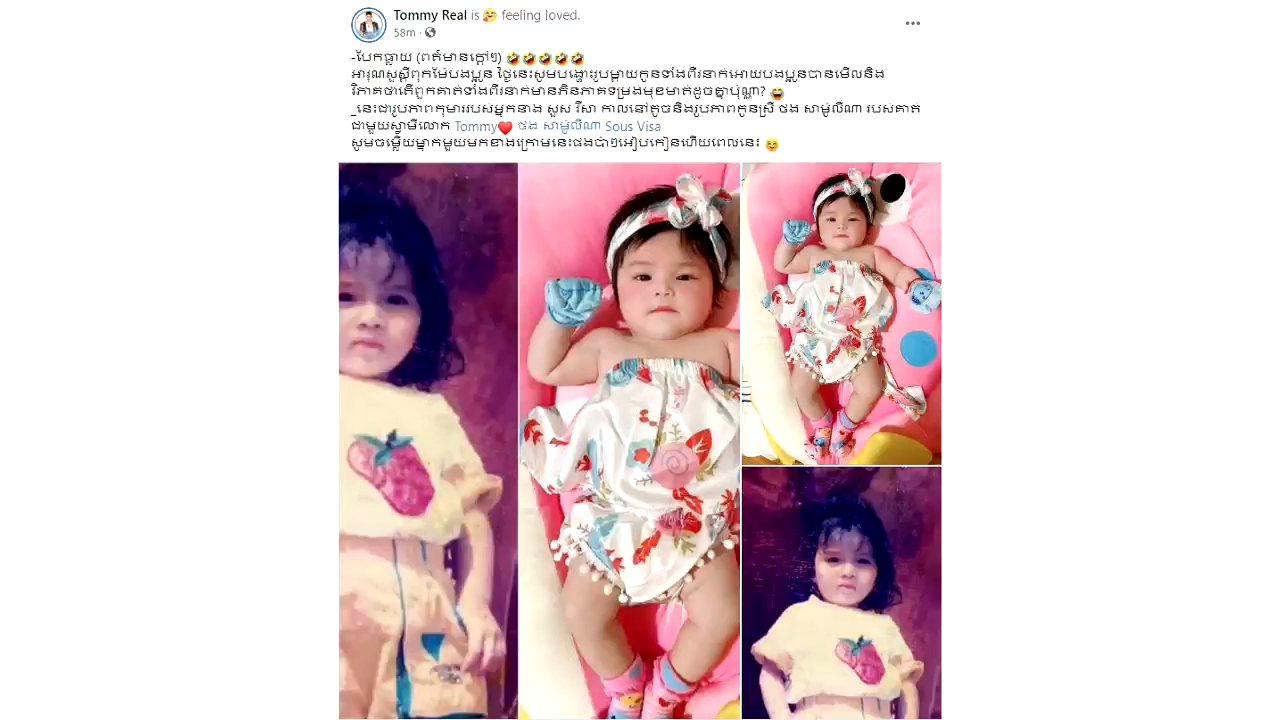 Tommy Real is 🥰 feeling loved.
58m
-បែកធ្លាយ (ពត៌មានក្តៅៗ) 🤣🤣🤣🤣🤣
អារុណសួស្តីពុកម៉ែបងប្អូន ថ្ងៃនេះសូមបង្ហោះរូបម្តាយកូនទាំងពីរនាក់អោយបងប្អូនបានមើលនិង
វិភាគថាតើពួកគាត់ទាំងពីរនាក់មានភិនភាគទម្រង់មុខមាត់ដូចគ្នាប៉ុណ្ណា? 😂
_នេះជារូបភាពកុមាររបស់អ្នកនាង សួស វីសា កាលនៅតូចនិងរូបភាពកូនស្រី ថង សាម៉ូលីណា របស់គាត់
ជាមួយស្វាមីលោក Tommy❤️ ថង សាម៉ូលីណា Sous Visa
សូមចម្លើយម្នាក់មួយមកខាងក្រោមនេះផងប៉ាៗអៀបកៀនហើយពេលនេះ 😊